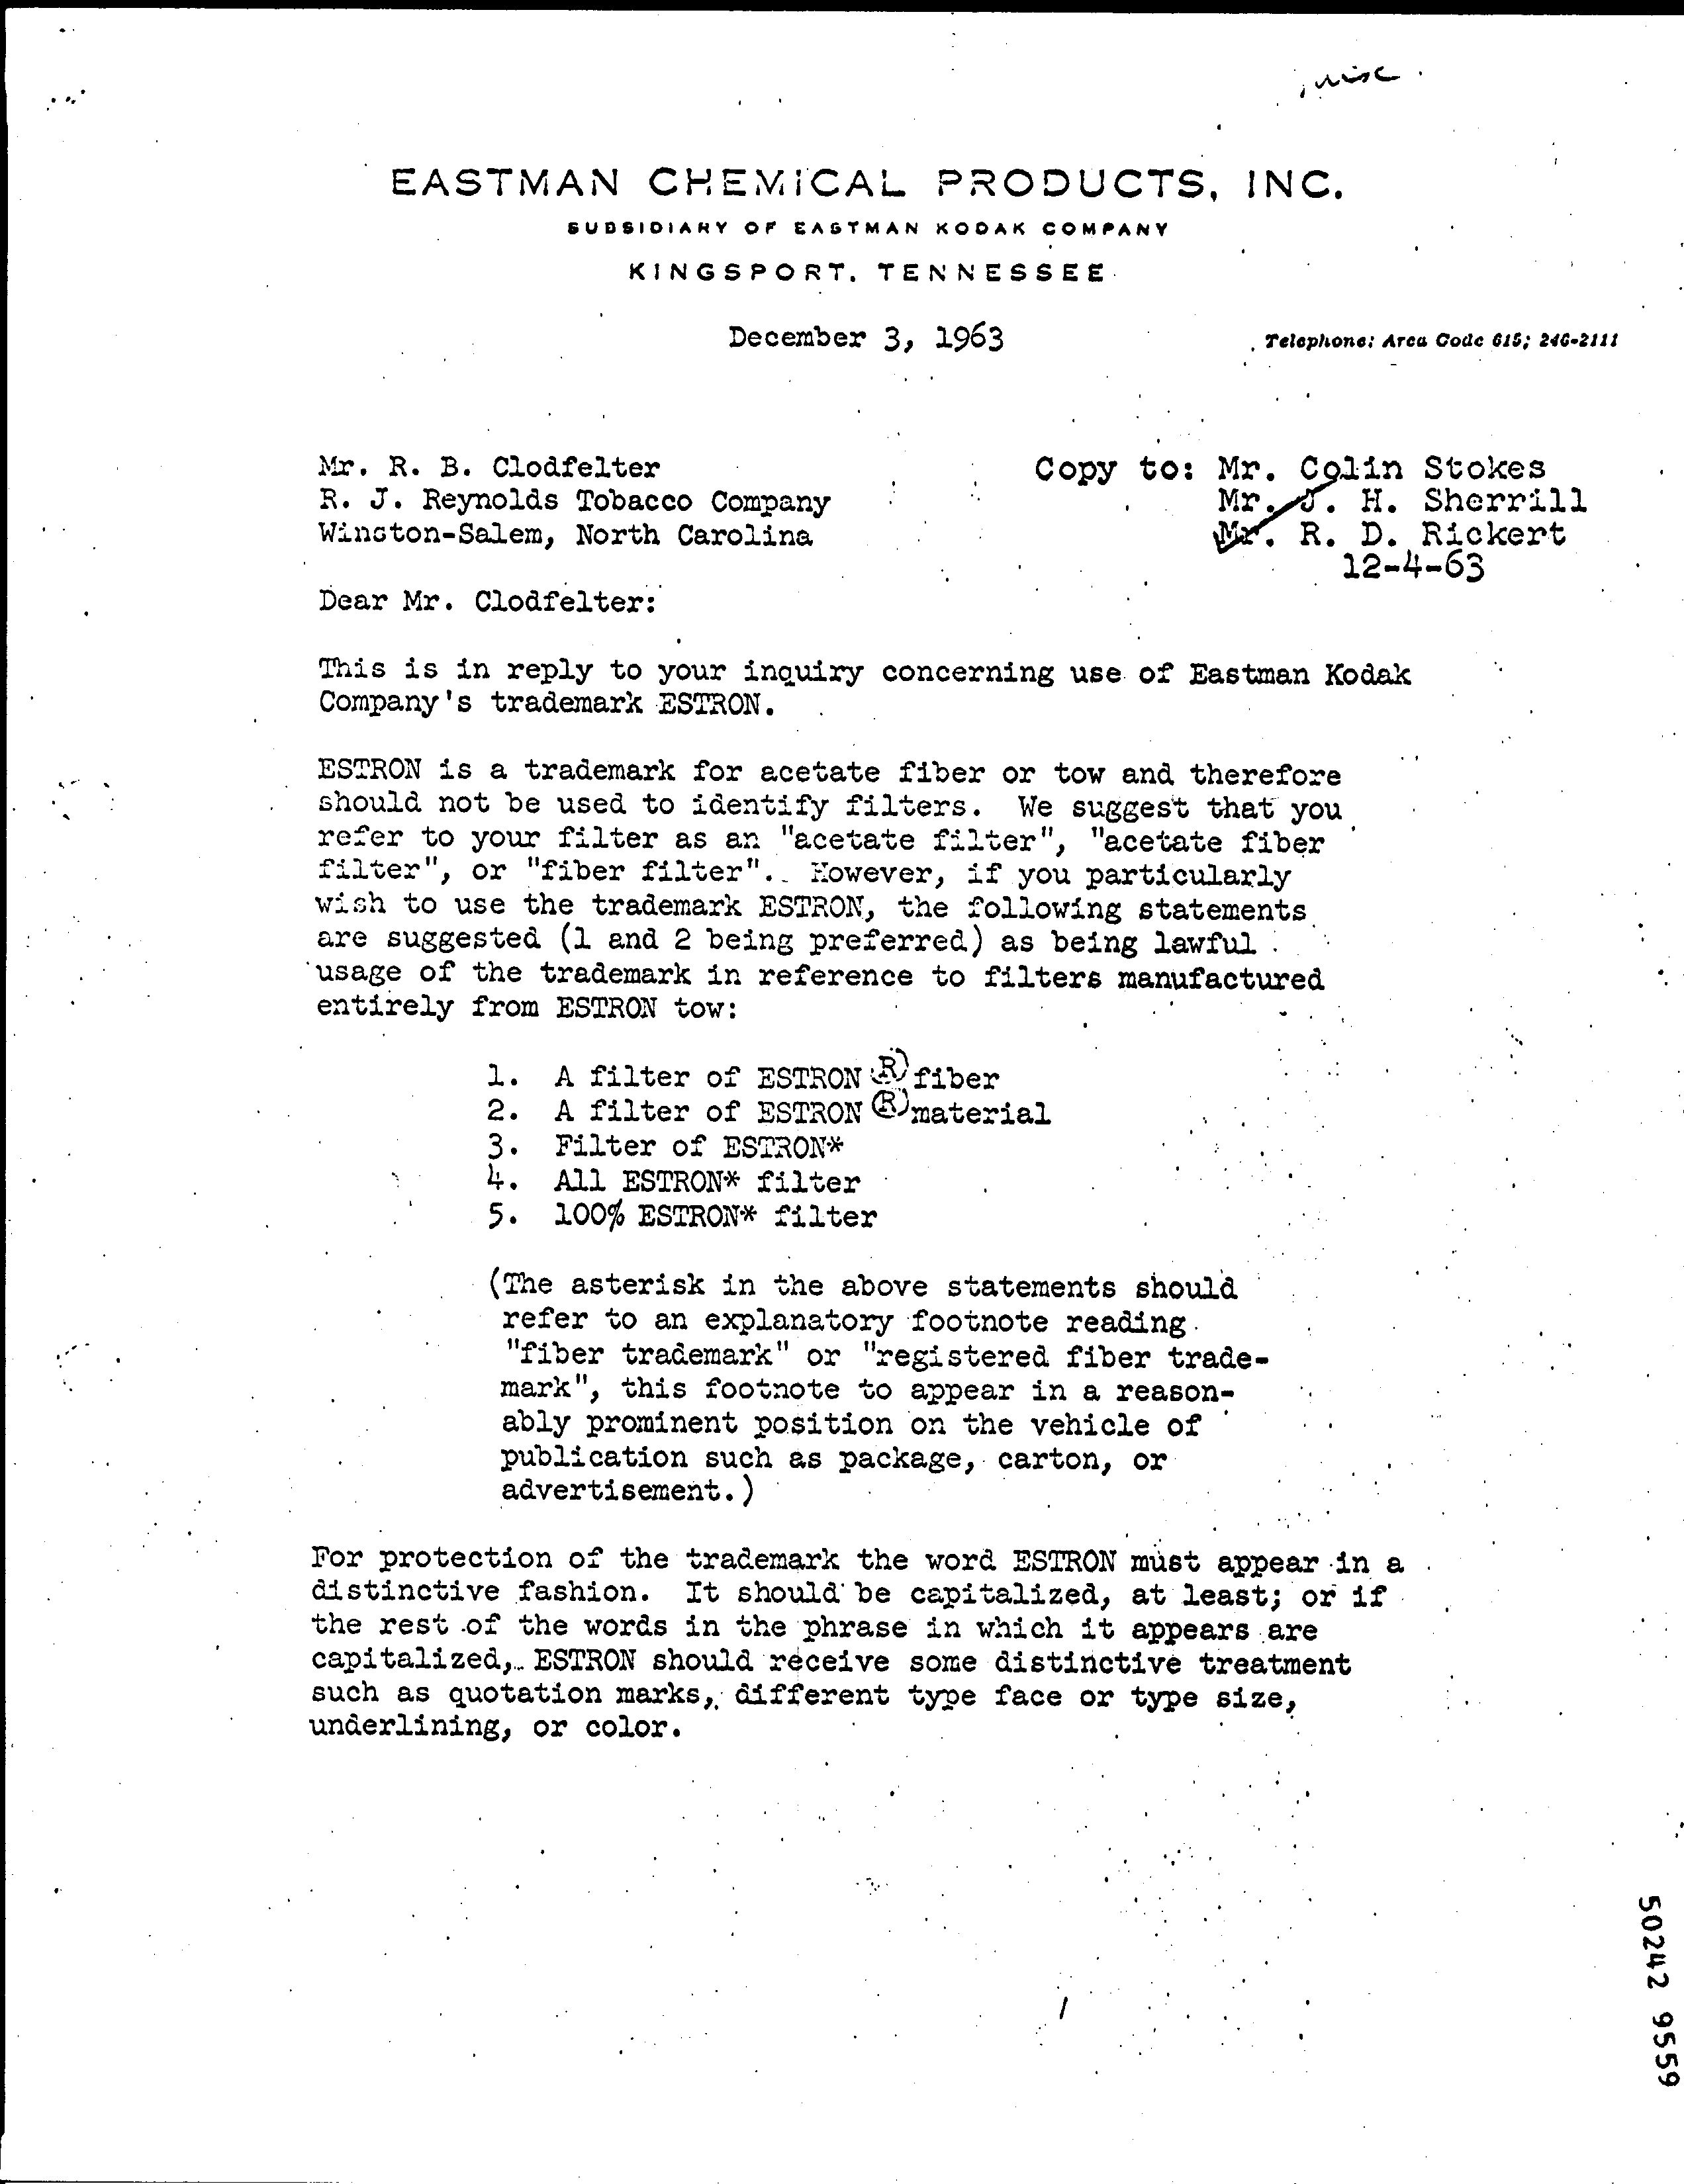 misc.
EASTMAN CHEMICAL PRODUCTS, INC.
SUBSIDIARY OF EASTMAN KODAK COMPANY
KINGSPORT, TENNESSEE
December 3, 1963
Telephone: Area Code 615; 246-2111
Mr. R. B. Clodfelter
R. J. Reynolds Tobacco Company
Winston-Salem, North Carolina
Copy to: Mr. Colin Stokes
Mr. J. H. Sherrill
Mr. R. D. Rickert
12-4-63
Dear Mr. Clodfelter:
This is in reply to your inquiry concerning use of Eastman Kodak
Company's trademark ESTRON.
ESTRON is a trademark for acetate fiber or tow and therefore
should not be used to identify filters. We suggest that you
refer to your filter as an "acetate filter", "acetate fiber
filter", or "fiber filter". However, if you particularly
wish to use the trademark ESTRON, the following statements
are suggested (1 and 2 being preferred) as being lawful
usage of the trademark in reference to filters manufactured
entirely from ESTRON tow:
1. A filter of ESTRON ® fiber
2. A filter of ESTRON ® material
3. Filter of ESTRON*
4. All ESTRON* filter
5. 100% ESTRON* filter
(The asterisk in the above statements should
refer to an explanatory footnote reading
"fiber trademark" or "registered fiber trade-
mark", this footnote to appear in a reason-
ably prominent position on the vehicle of
publication such as package, carton, or
advertisement.)
For protection of the trademark the word ESTRON must appear in a
distinctive fashion. It should be capitalized, at least; or if
the rest of the words in the phrase in which it appears are
capitalized, ESTRON should receive some distinctive treatment
such as quotation marks, different type face or type size,
underlining, or color.
50242 9559